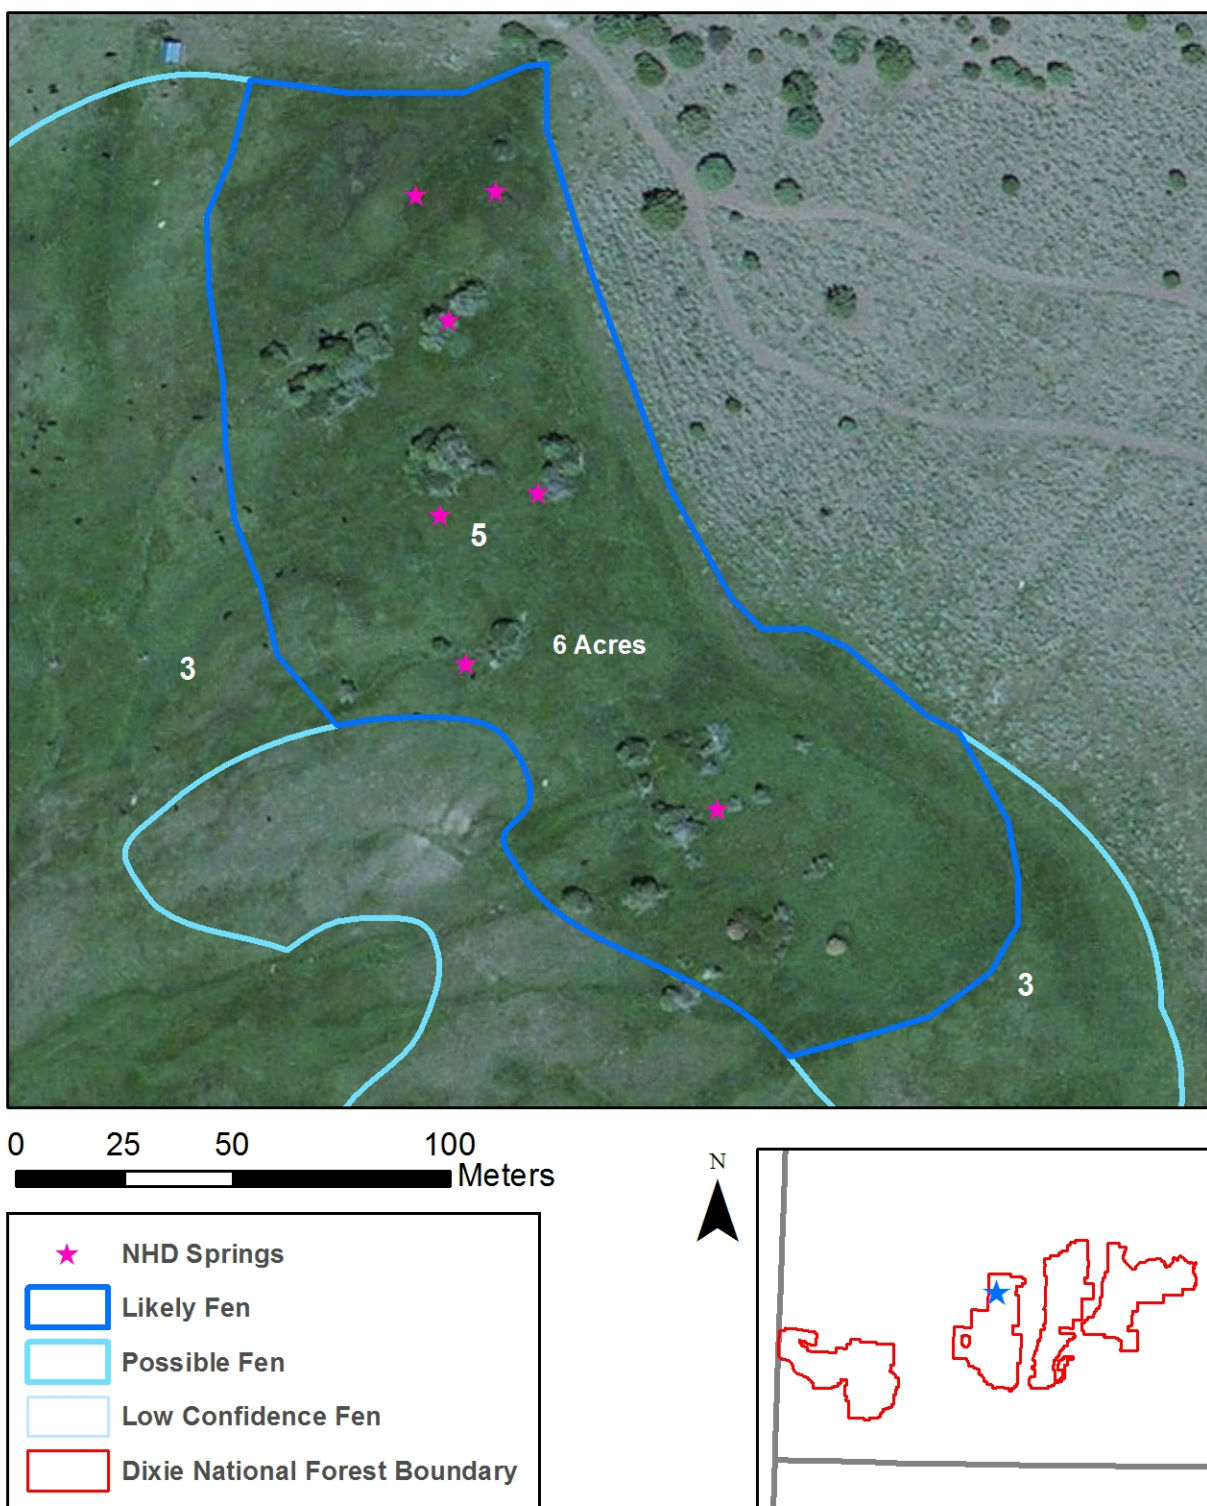 5
6 Acres
3
3
0 25 50 100
Meters
N
NHD Springs
Likely Fen
Possible Fen
Low Confidence Fen
Dixie National Forest Boundary